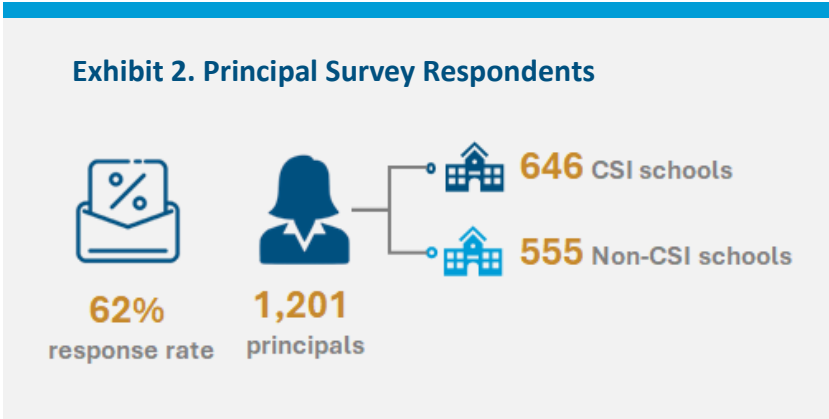 Exhibit 2. Principal Survey Respondents
%
62%
response rate
1,201
principals
646 CSI schools
555 Non-CSI schools